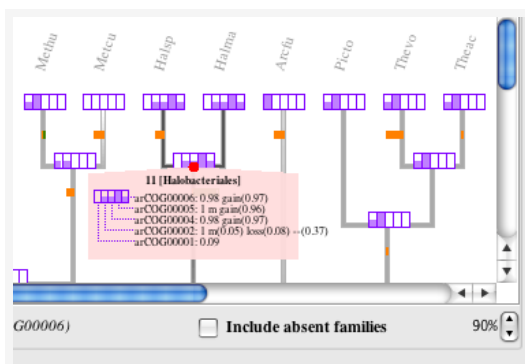 Methu Metcu Halsp Halma Arcfu Picto Thevo Theac
11 [Halobacteriales]
arCOG00006: 0.98 gain(0.97)
arCOG00005: 1 m gain(0.96)
arCOG00004: 0.98 gain(0.97)
arCOG00002: 1 m(0.05) loss(0.08) --(0.37)
arCOG00001: 0.09
G00006) Include absent families 90%